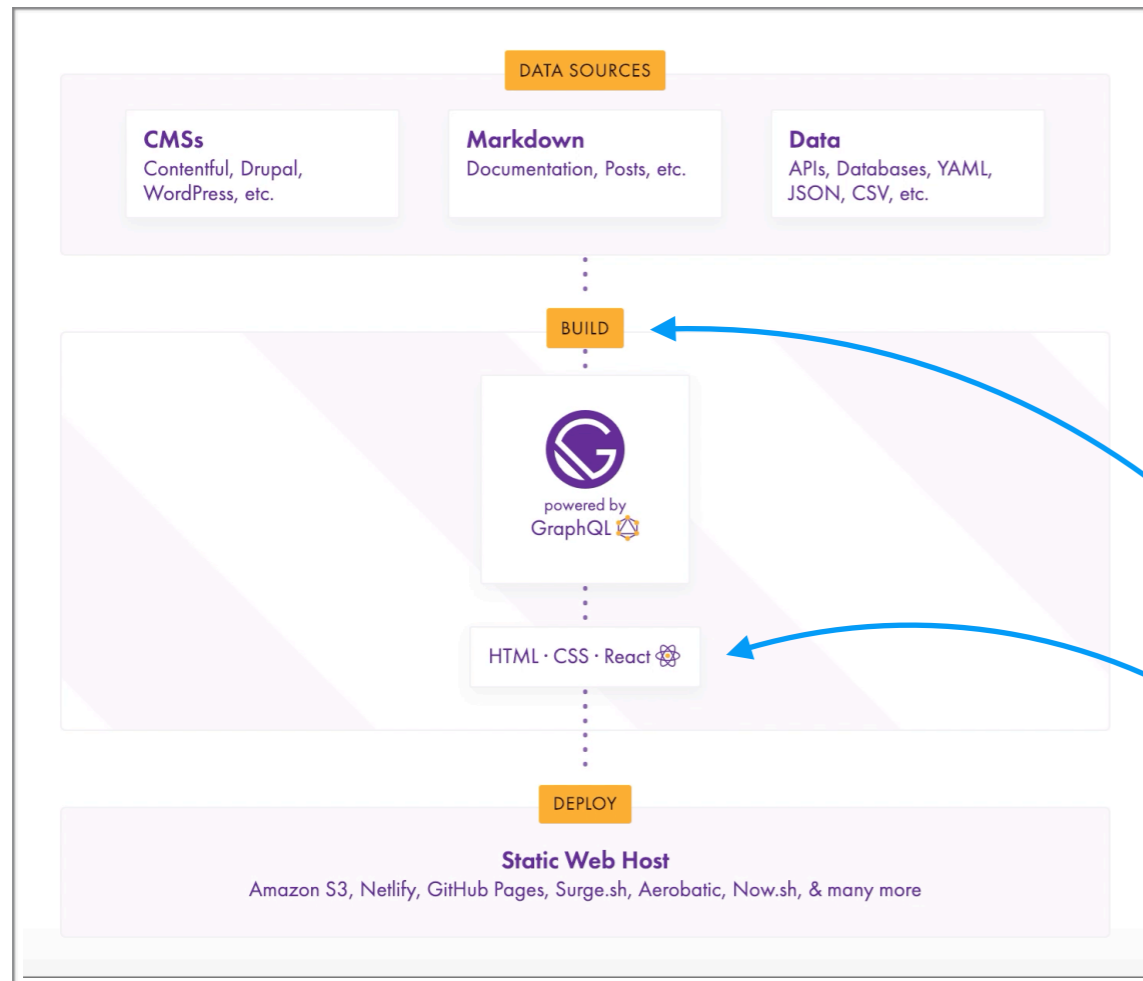 DATA SOURCES
CMSs
Contentful, Drupal,
WordPress, etc.
Markdown
Documentation, Posts, etc.
Data
APIs, Databases, YAML,
JSON, CSV, etc.
BUILD
powered by
GraphQL
HTML · CSS · React
DEPLOY
Static Web Host
Amazon S3, Netlify, GitHub Pages, Surge.sh, Aerobatic, Now.sh, & many more